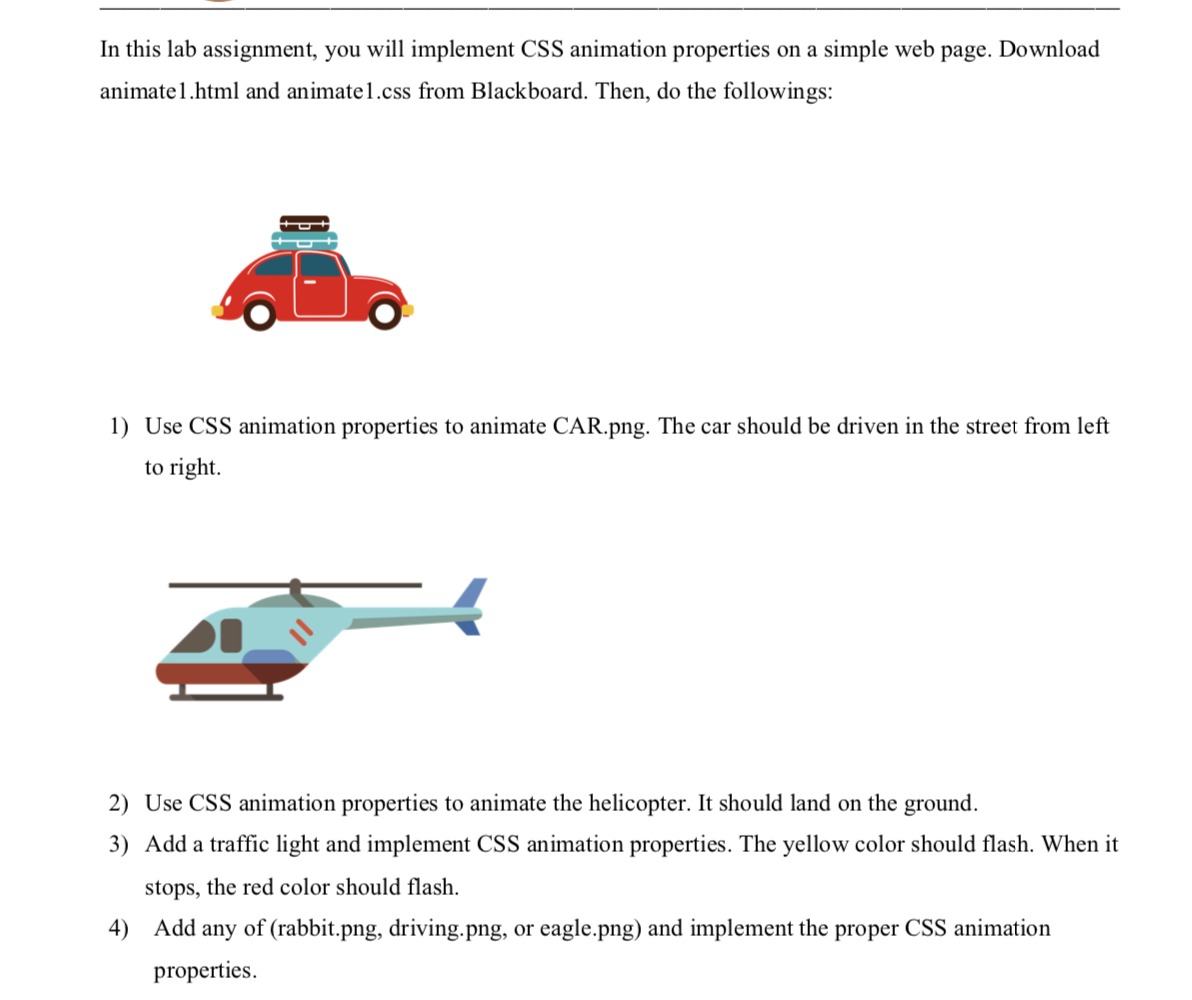 In this lab assignment, you will implement CSS animation properties on a simple web page. Download
animate1.html and animate1.css from Blackboard. Then, do the followings:
1) Use CSS animation properties to animate CAR.png. The car should be driven in the street from left
to right.
2) Use CSS animation properties to animate the helicopter. It should land on the ground.
3) Add a traffic light and implement CSS animation properties. The yellow color should flash. When it
stops, the red color should flash.
4) Add any of (rabbit.png, driving.png, or eagle.png) and implement the proper CSS animation
properties.